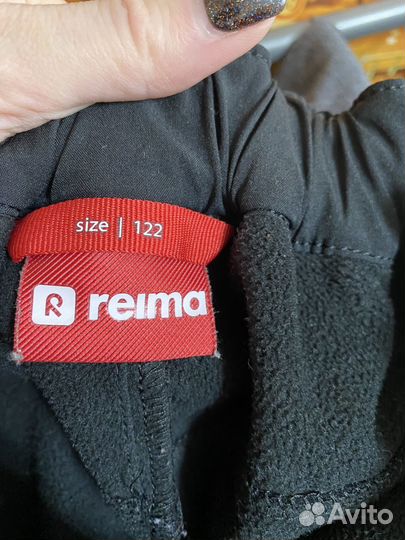 size | 122
R reima
Avito